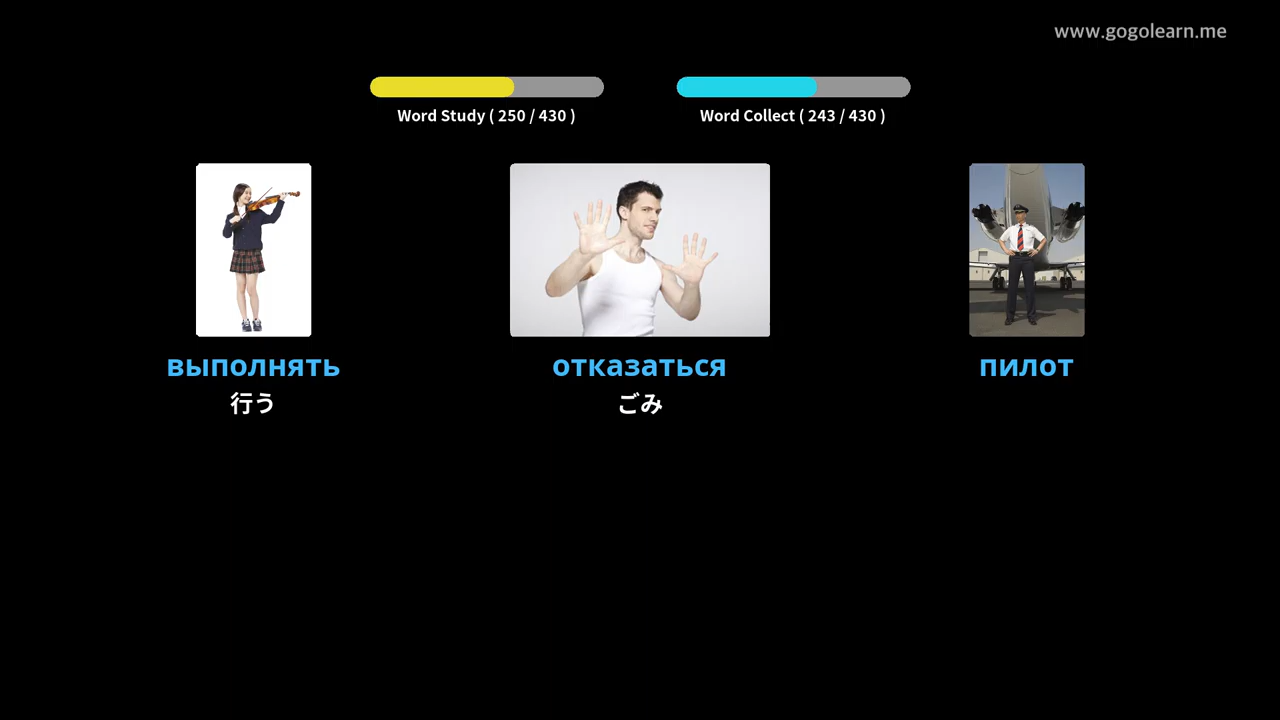 www.gogolearn.me
Word Study ( 250 / 430 )
Word Collect ( 243 / 430 )
выполнять
отказаться
пилот
行う
ごみ